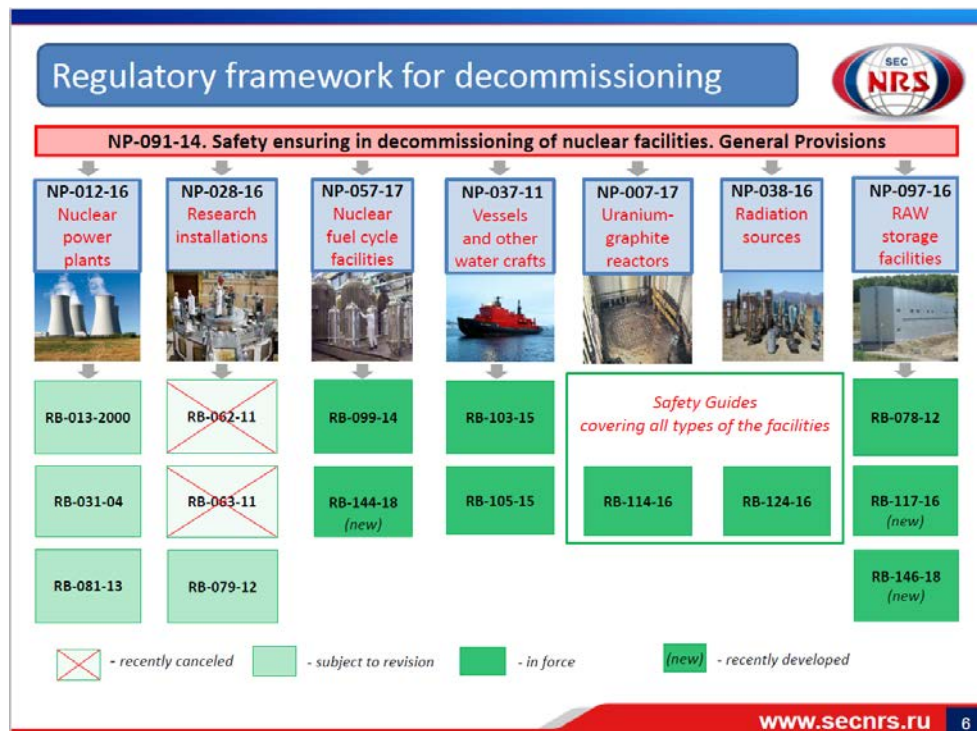 Regulatory framework for decommissioning
SEC
NRS
NP-091-14. Safety ensuring in decommissioning of nuclear facilities. General Provisions
NP-012-16
Nuclear
power
plants
NP-028-16
Research
installations
NP-057-17
Nuclear
fuel cycle
facilities
NP-037-11
Vessels
and other
water crafts
NP-007-17
Uranium-
graphite
reactors
NP-038-16
Radiation
sources
NP-097-16
RAW
storage
facilities
RB-013-2000
RB-062-11
RB-099-14
RB-103-15
Safety Guides
covering all types of the facilities
RB-078-12
RB-031-04
RB-063-11
RB-144-18
(new)
RB-105-15
RB-114-16
RB-124-16
RB-117-16
(new)
RB-081-13
RB-079-12
RB-146-18
(new)
- recently canceled
- subject to revision
- in force
(new) - recently developed
www.secnrs.ru 6